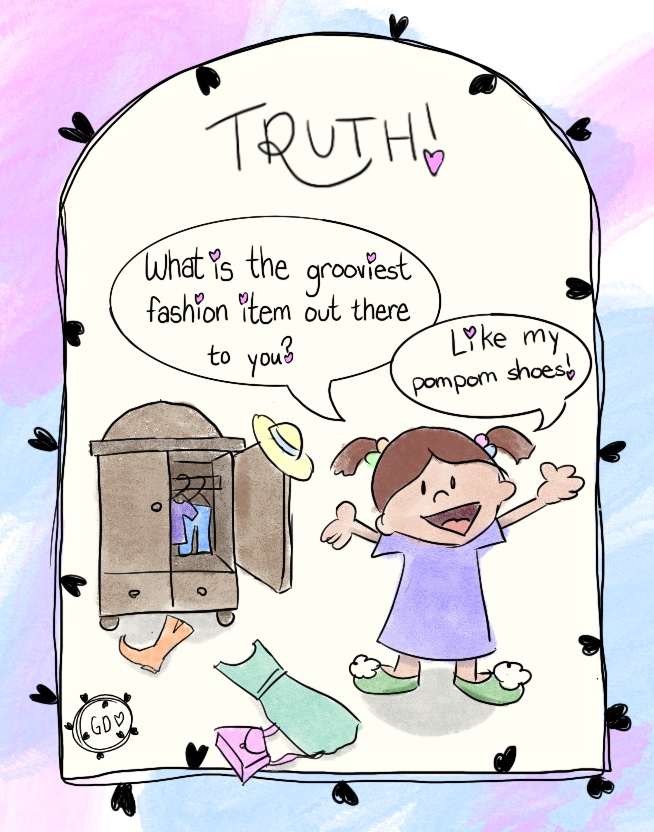 TRUTH!
What is the grooviest
fashion item out there
to you?
Like my
pompom shoes!
GD♡